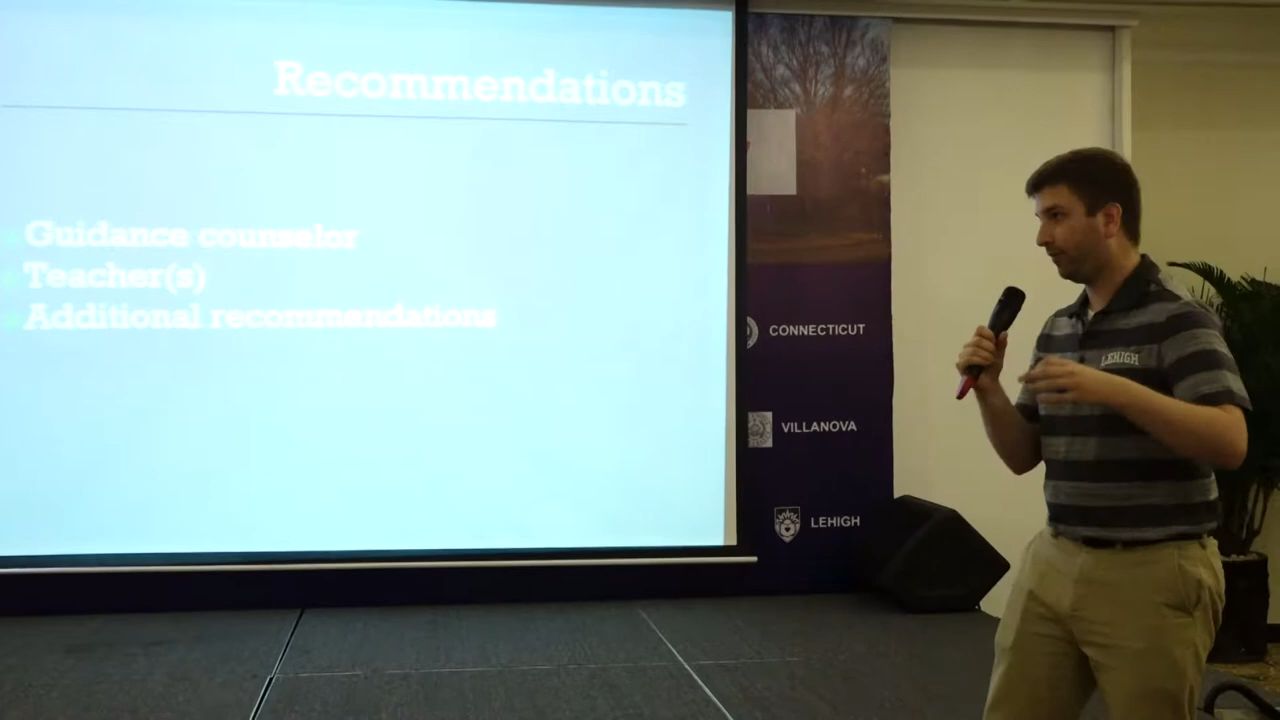 Recommendations
Guidance counselor
Teacher(s)
Additional recommendations
CONNECTICUT
VILLANOVA
LEHIGH
LEHIGH